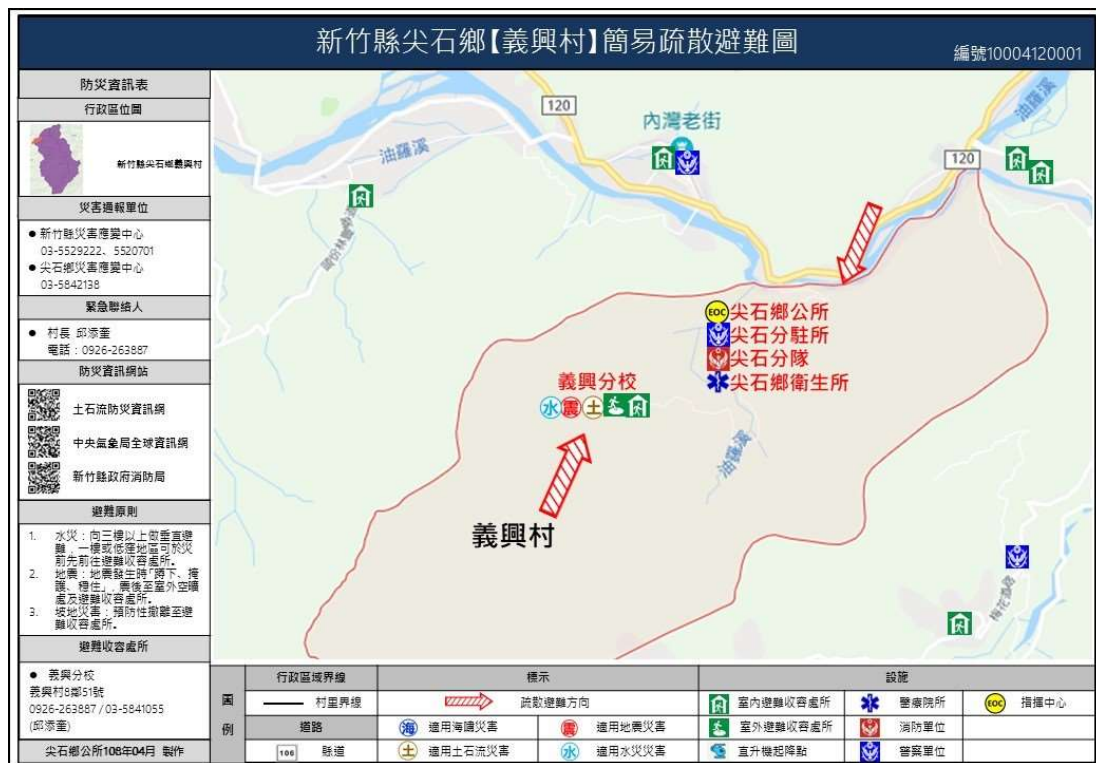 新竹縣尖石鄉【義興村】簡易疏散避難圖
編號10004120001
防災資訊表
行政區位圖
新竹縣尖石鄉義興村
災害通報單位
● 新竹縣災害應變中心
03-5529222、5520701
● 尖石鄉災害應變中心
03-5842138
緊急聯絡人
● 村長 邱添奎
電話：0926-263887
防災資訊網站
土石流防災資訊網
中央氣象局全球資訊網
新竹縣政府消防局
避難原則
1. 水災：向三樓以上做垂直避
難，一樓或低窪地區可於災
前先前往避難收容處所。
2. 地震：地震發生時「蹲下、掩
護、穩住」，震後至室外空曠
處及避難收容處所。
3. 坡地災害：預防性撤離至避
難收容處所。
避難收容處所
● 義興分校
義興村8鄰51號
0926-263887 / 03-5841055
(邱添奎)
尖石鄉公所108年04月 製作
120
內灣老街
油羅溪
油羅溪
120
EOC 尖石鄉公所
尖石分駐所
尖石分隊
尖石鄉衛生所
義興分校
水 震 土
油羅溪
義興村
圖例
行政區域界線
標示
設施
村里界線
疏散避難方向
室內避難收容處所
醫療院所
EOC 指揮中心
道路
海 適用海嘯災害
震 適用地震災害
室外避難收容處所
消防單位
106 縣道
土 適用土石流災害
水 適用水災災害
直升機起降點
警察單位